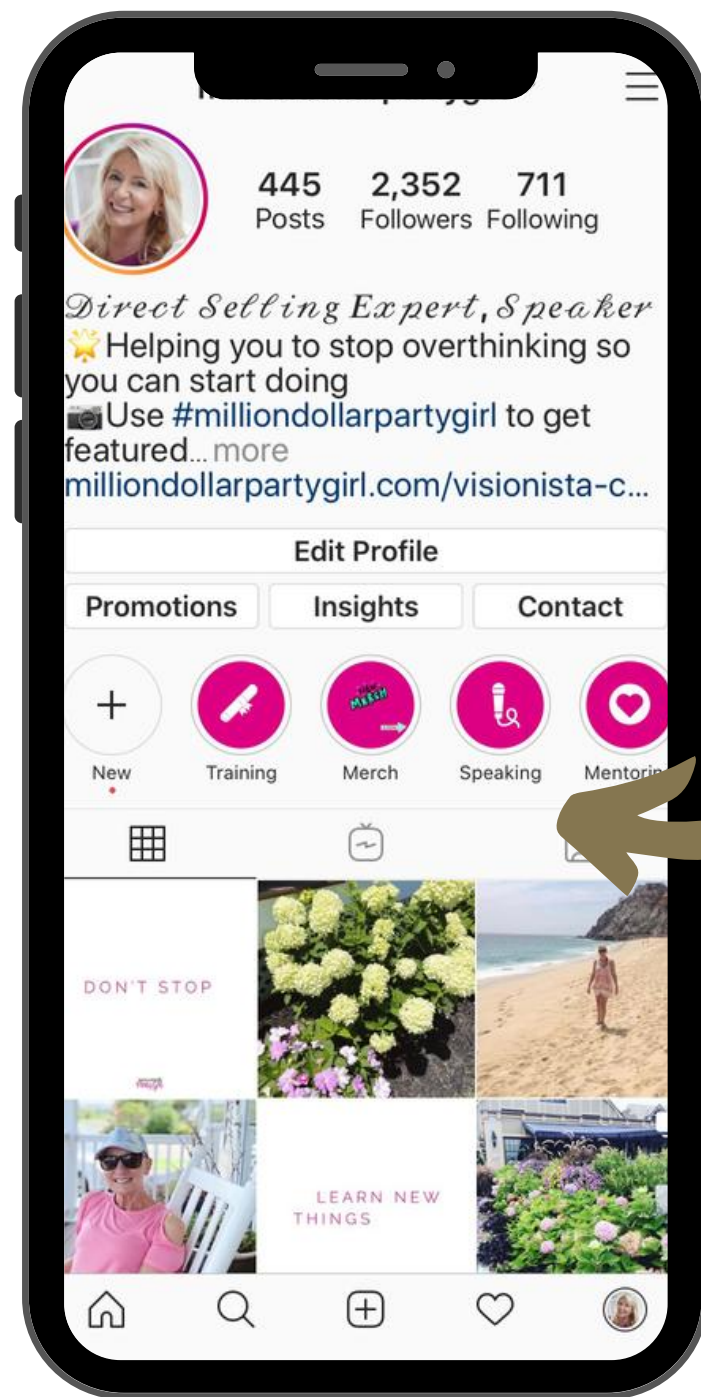 445 2,352 711
Posts Followers Following
𝒟𝒾𝓇𝑒𝒸𝓉 𝒮𝑒𝓁𝓁𝒾𝓃𝑔 𝐸𝓍𝓅𝑒𝓇𝓉, 𝒮𝓅𝑒𝒶𝓀𝑒𝓇
🌟Helping you to stop overthinking so
you can start doing
📷Use #milliondollarpartygirl to get
featured... more
milliondollarpartygirl.com/visionista-c...
Edit Profile
Promotions Insights Contact
MERCH
New Training Merch Speaking Mentorin
DON'T STOP
LEARN NEW
THINGS